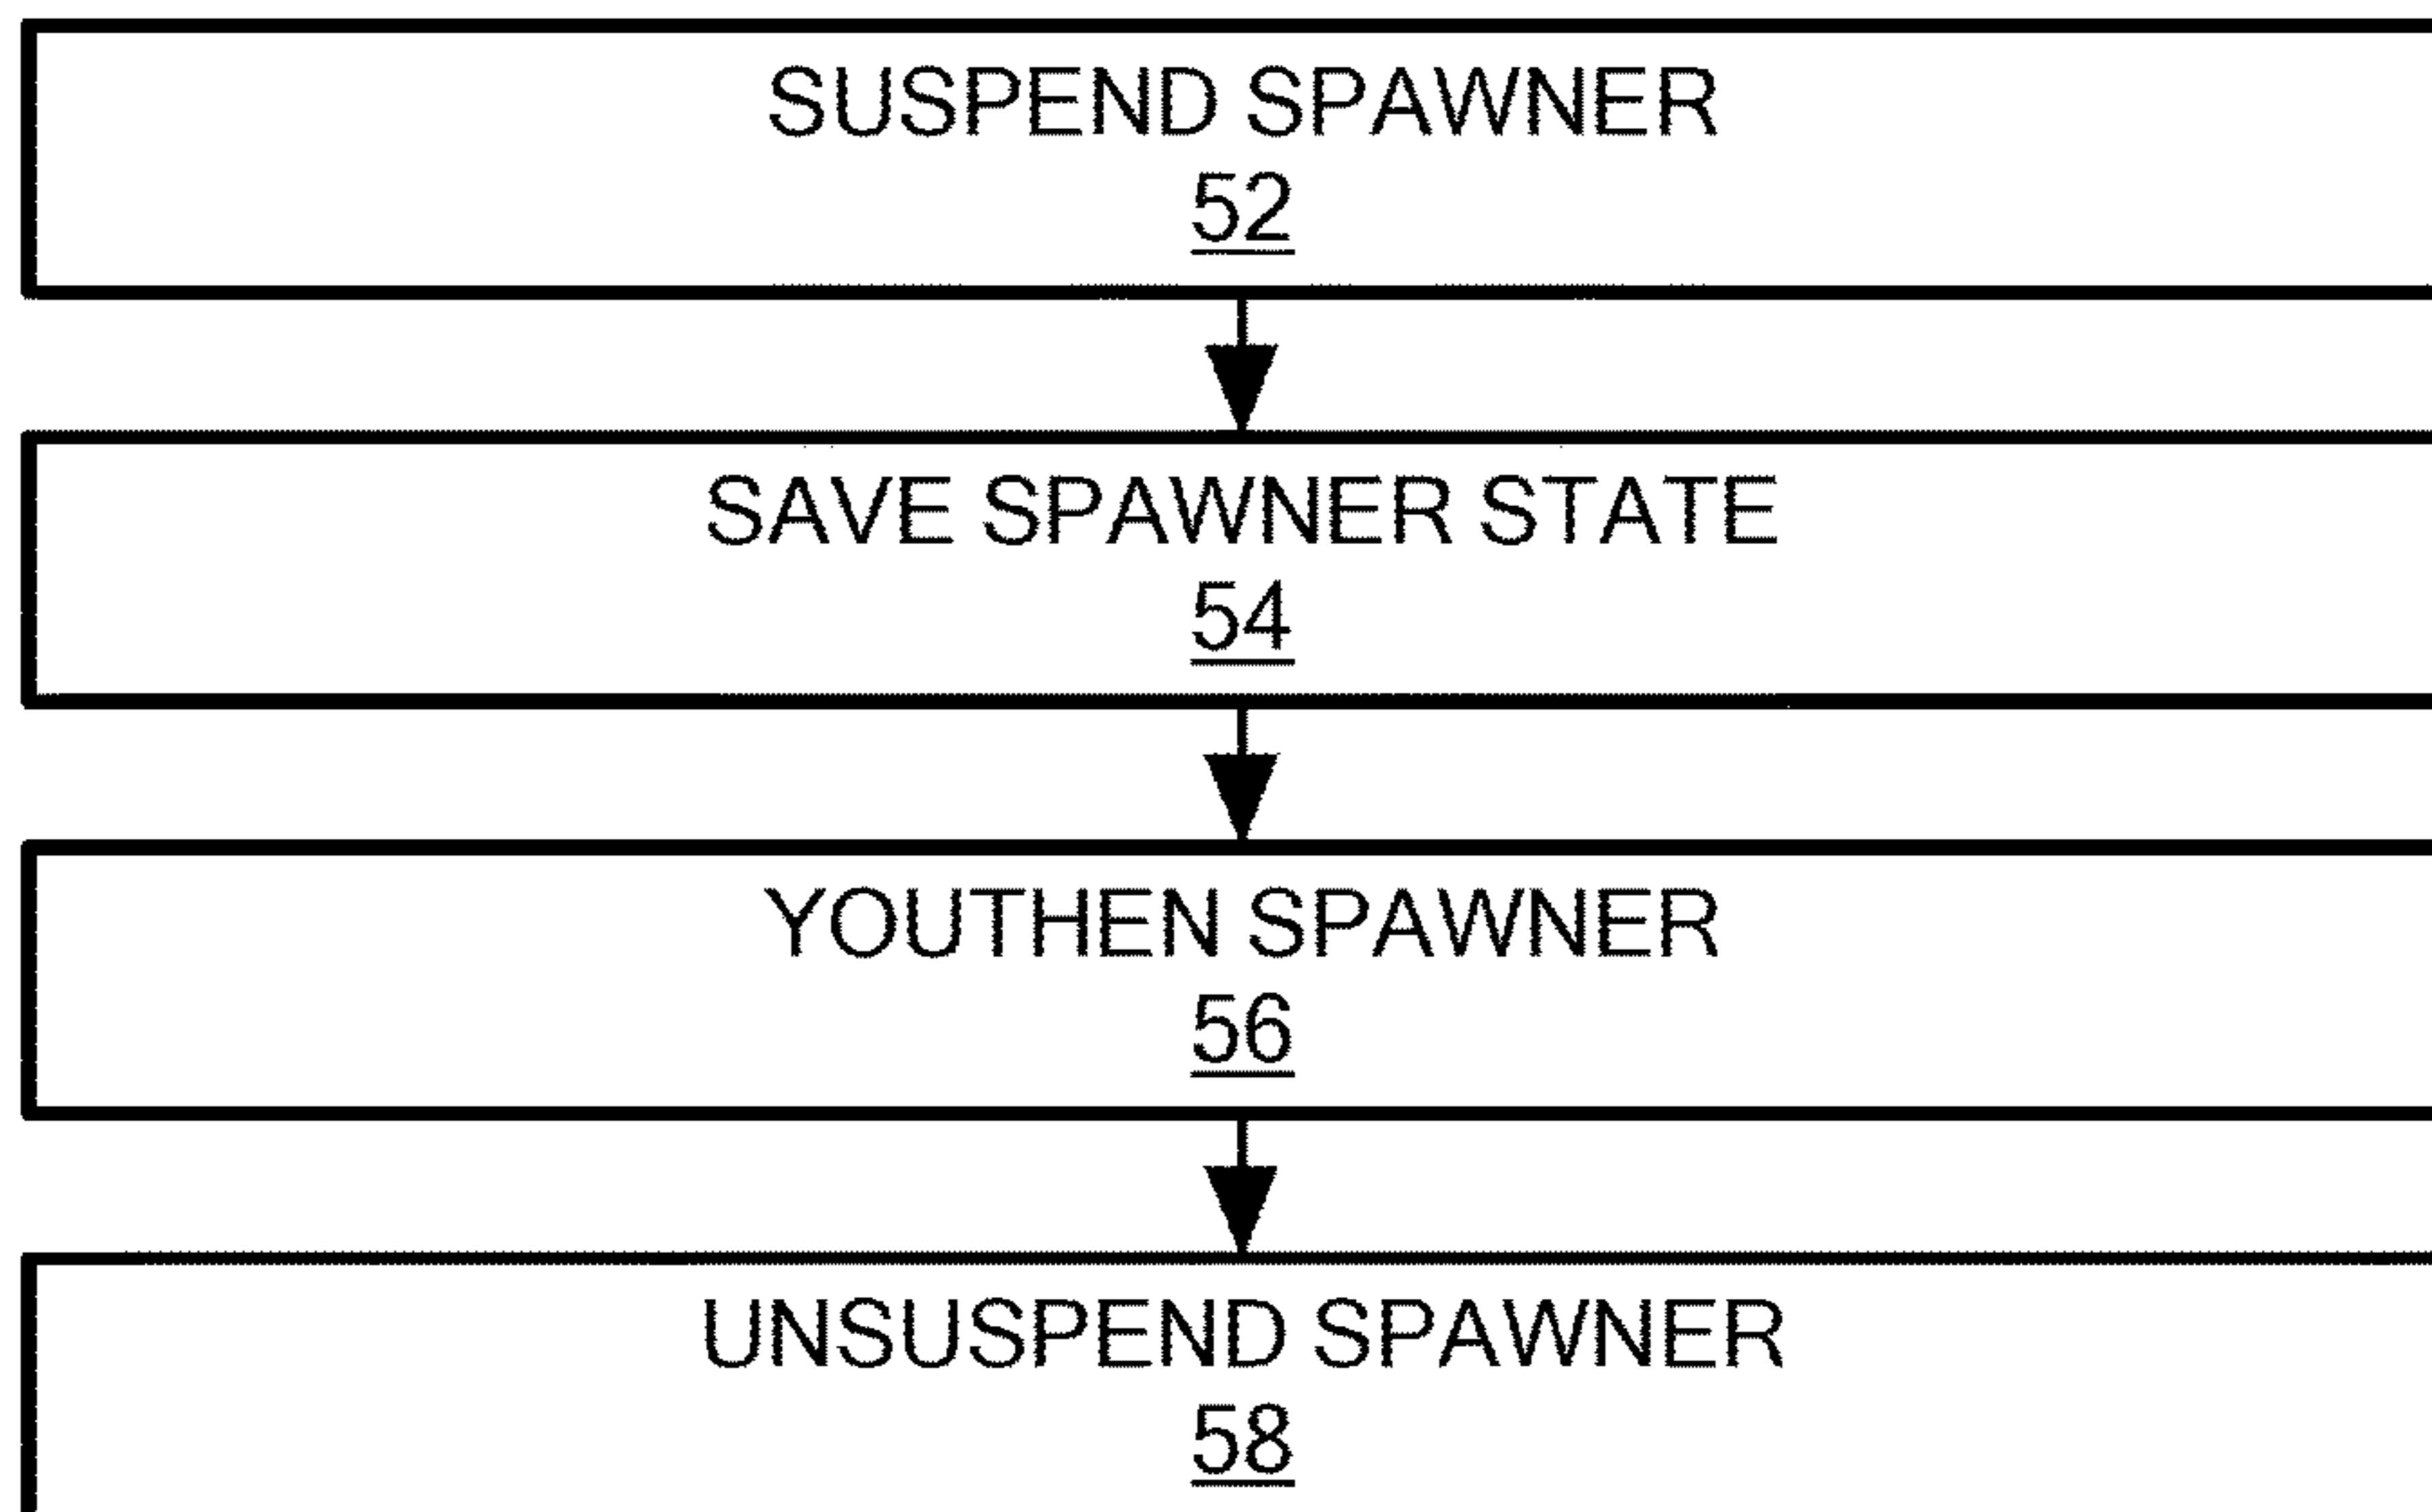 SUSPEND SPAWNER
52
SAVE SPAWNER STATE
54
YOUTHEN SPAWNER
56
UNSUSPEND SPAWNER
58